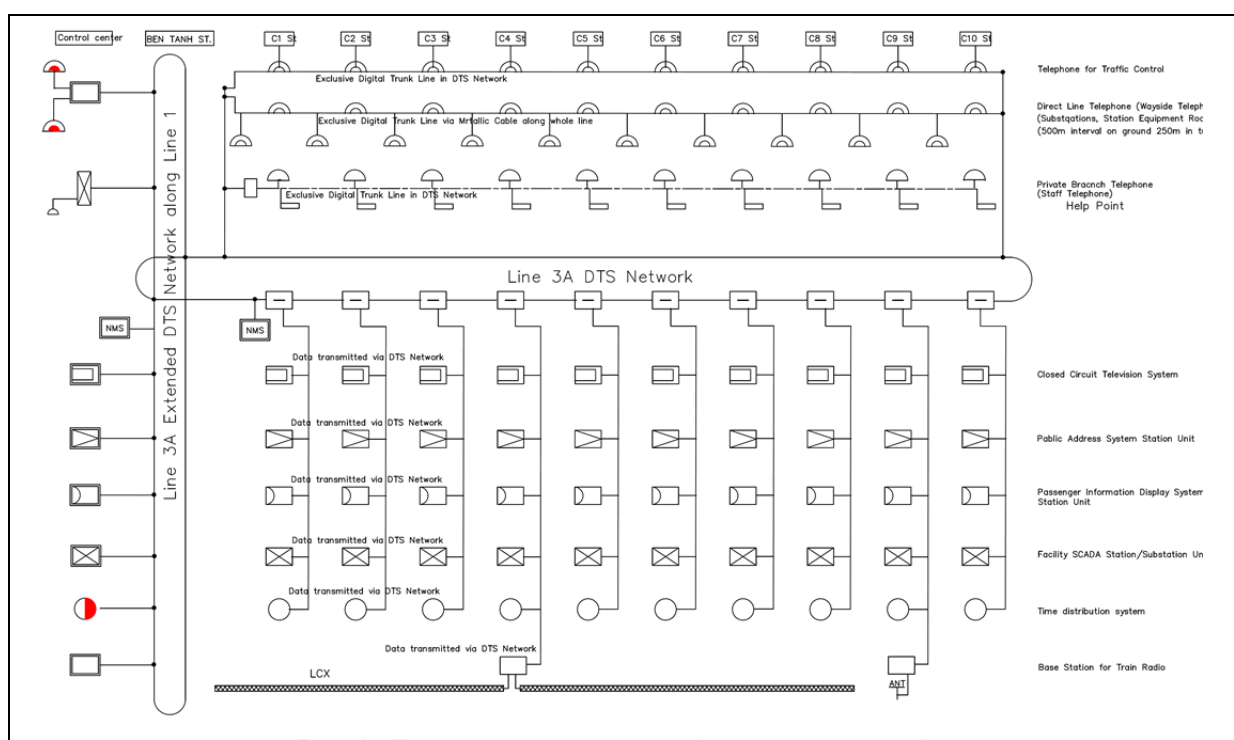 Control center
BEN TANH ST.
C1 St
C2 St
C3 St
C4 St
C5 St
C6 St
C7 St
C8 St
C9 St
C10 St
Exclusive Digital Trunk Line in DTS Network
Telephone for Traffic Control
Exclusive Digital Trunk Line via Mrtallic Cable along whole line
Direct Line Telephone (Wayside Teleph
(Substqations, Station Equipment Roc
(500m interval on ground 250m in t
Exclusive Digital Trunk Line in DTS Network
Private Bracnch Telephone
(Staff Telephone)
Help Point
Line 3A Extended DTS Network along Line 1
Line 3A DTS Network
NMS
NMS
Data transmitted via DTS Network
Closed Circuit Television System
Data transmitted via DTS Network
Pablic Address System Station Unit
Data transmitted via DTS Network
Passenger Information Display System
Station Unit
Data transmitted via DTS Network
Facility SCADA Station/Substation Un
Data transmitted via DTS Network
Time distribution system
Data transmitted via DTS Network
Base Station for Train Radio
LCX
ANT